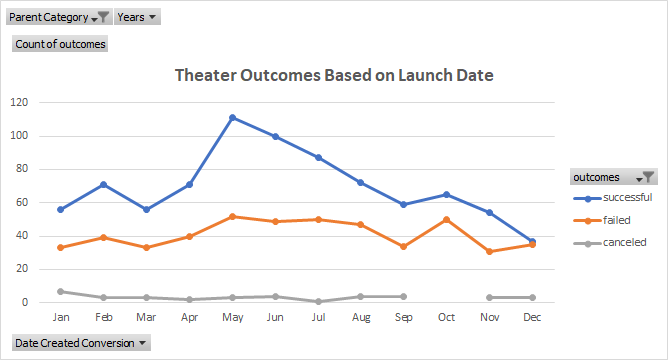 Parent Category Years
Count of outcomes
Theater Outcomes Based on Launch Date
120
100
80
60
40
20
0
Jan Feb Mar Apr May Jun Jul Aug Sep Oct Nov Dec
outcomes
successful
failed
canceled
Date Created Conversion